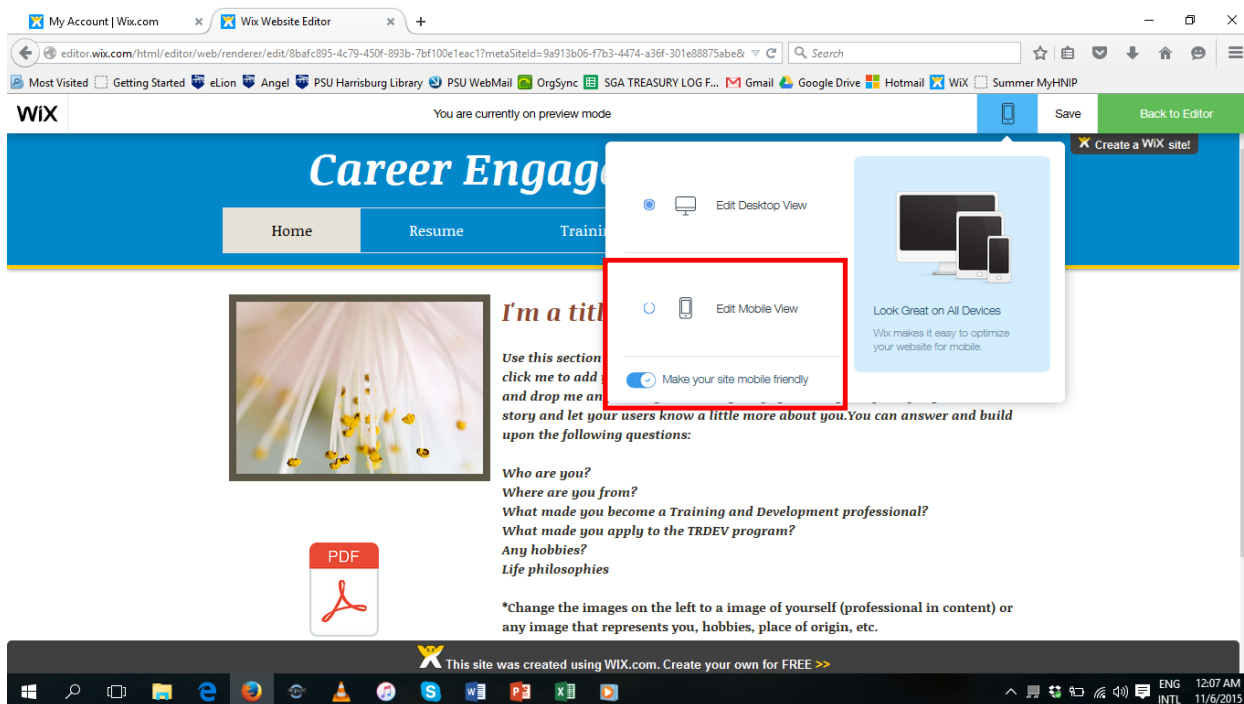 My Account | Wix.com
Wix Website Editor
editor.wix.com/html/editor/web/renderer/edit/8bafc895-4c79-450f-893b-7bf100e1eac1?metaSiteId=9a913b06-f7b3-4474-a36f-301e88875abe&
Search
Most Visited Getting Started eLion Angel PSU Harrisburg Library PSU WebMail OrgSync SGA TREASURY LOG F... Gmail Google Drive Hotmail WiX Summer MyHNIP
WiX You are currently on preview mode Save Back to Editor
Create a WiX site!
Career Engag
Home Resume Traini
Edit Desktop View
Edit Mobile View
Make your site mobile friendly
Look Great on All Devices
Wix makes it easy to optimize
your website for mobile.
I'm a titl
Use this section
click me to add
and drop me an
story and let your users know a little more about you.You can answer and build
upon the following questions:
Who are you?
Where are you from?
What made you become a Training and Development professional?
What made you apply to the TRDEV program?
Any hobbies?
Life philosophies
*Change the images on the left to a image of yourself (professional in content) or
any image that represents you, hobbies, place of origin, etc.
PDF
This site was created using WIX.com. Create your own for FREE >>
ENG 12:07 AM
INTL 11/6/2015